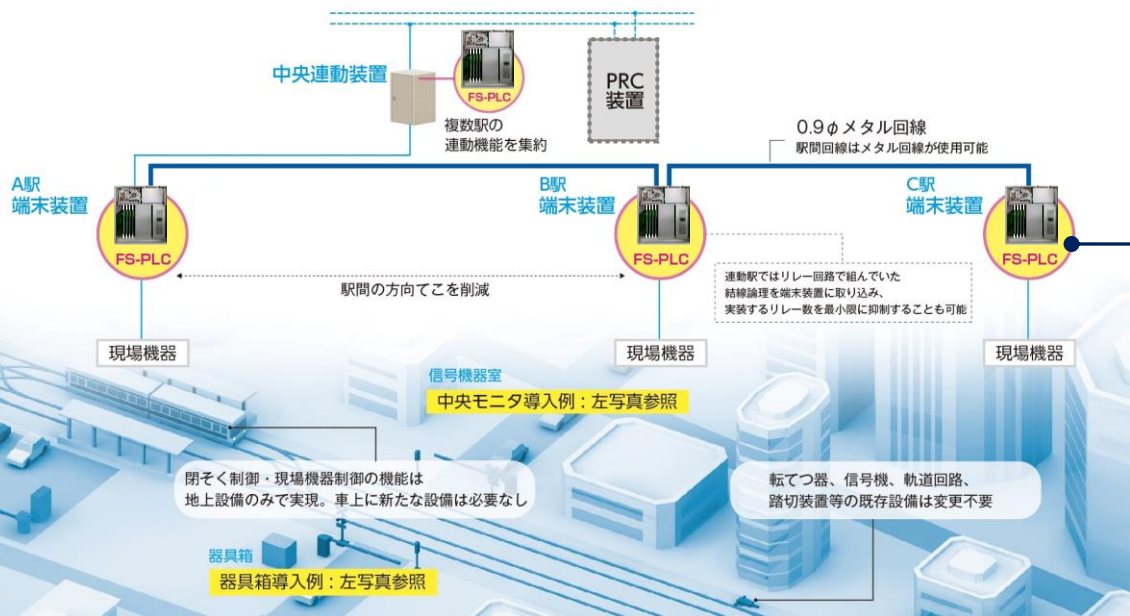 中央連動装置
FS-PLC
複数駅の
連動機能を集約
PRC
装置
0.9φメタル回線
駅間回線はメタル回線が使用可能
A駅
端末装置
FS-PLC
B駅
端末装置
FS-PLC
C駅
端末装置
FS-PLC
駅間の方向てこを削減
連動駅ではリレー回路で組んでいた
結線論理を端末装置に取り込み、
実装するリレー数を最小限に抑制することも可能
現場機器
現場機器
現場機器
信号機器室
中央モニタ導入例：左写真参照
閉そく制御・現場機器制御の機能は
地上設備のみで実現。車上に新たな設備は必要なし
転てつ器、信号機、軌道回路、
踏切装置等の既存設備は変更不要
器具箱
器具箱導入例：左写真参照